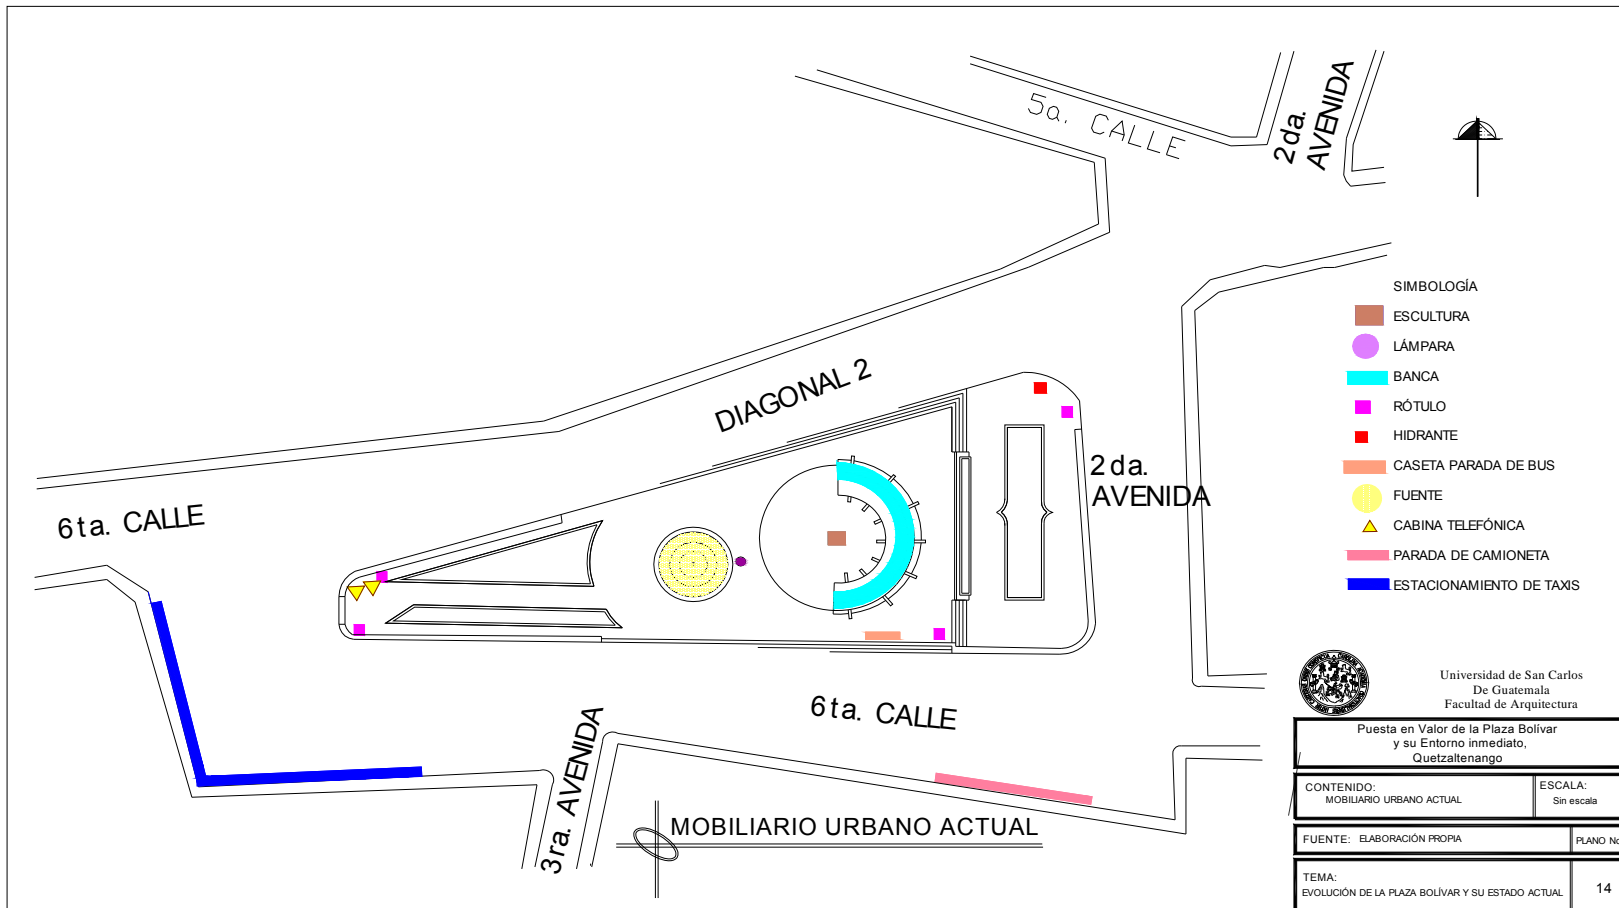 5a. CALLE
2da.
AVENIDA
DIAGONAL 2
6ta. CALLE
2da.
AVENIDA
6ta. CALLE
3ra. AVENIDA
MOBILIARIO URBANO ACTUAL
SIMBOLOGÍA
ESCULTURA
LÁMPARA
BANCA
RÓTULO
HIDRANTE
CASETA PARADA DE BUS
FUENTE
CABINA TELEFÓNICA
PARADA DE CAMIONETA
ESTACIONAMIENTO DE TAXIS
Universidad de San Carlos
De Guatemala
Facultad de Arquitectura
Puesta en Valor de la Plaza Bolívar
y su Entorno inmediato,
Quetzaltenango
CONTENIDO:
MOBILIARIO URBANO ACTUAL
ESCALA:
Sin escala
FUENTE: ELABORACIÓN PROPIA
PLANO No
TEMA:
EVOLUCIÓN DE LA PLAZA BOLÍVAR Y SU ESTADO ACTUAL
14